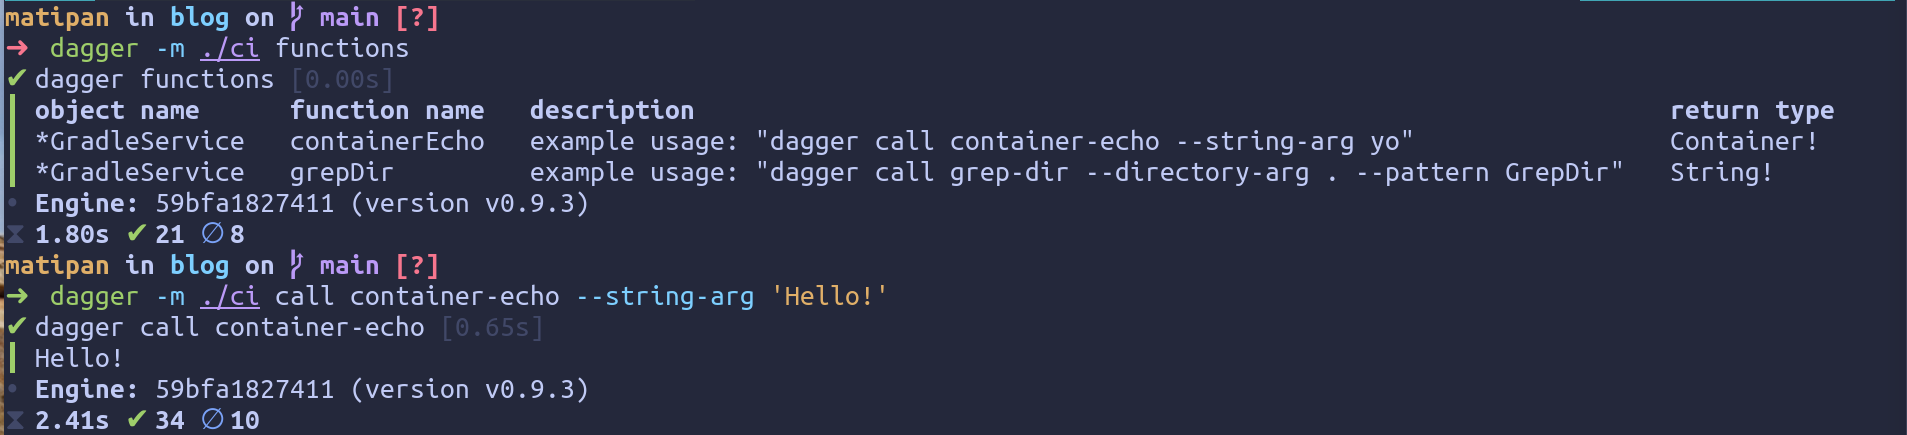 matipan in blog on main [?]
➜ dagger -m ./ci functions
✔ dagger functions [0.00s]
object name function name description return type
*GradleService containerEcho example usage: "dagger call container-echo --string-arg yo" Container!
*GradleService grepDir example usage: "dagger call grep-dir --directory-arg . --pattern GrepDir" String!
• Engine: 59bfa1827411 (version v0.9.3)
⧗ 1.80s ✔ 21 ∅ 8
matipan in blog on main [?]
➜ dagger -m ./ci call container-echo --string-arg 'Hello!'
✔ dagger call container-echo [0.65s]
Hello!
• Engine: 59bfa1827411 (version v0.9.3)
⧗ 2.41s ✔ 34 ∅ 10